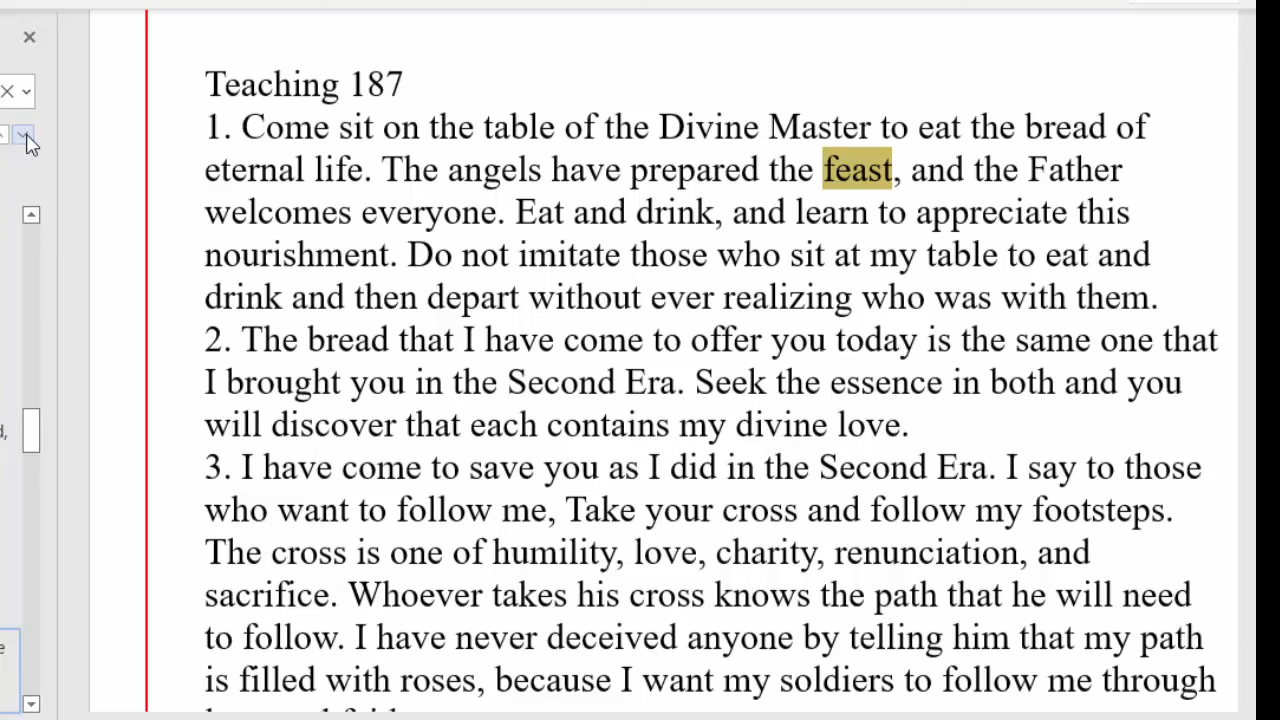 Teaching 187
1. Come sit on the table of the Divine Master to eat the bread of
eternal life. The angels have prepared the feast, and the Father
welcomes everyone. Eat and drink, and learn to appreciate this
nourishment. Do not imitate those who sit at my table to eat and
drink and then depart without ever realizing who was with them.
2. The bread that I have come to offer you today is the same one that
I brought you in the Second Era. Seek the essence in both and you
will discover that each contains my divine love.
3. I have come to save you as I did in the Second Era. I say to those
who want to follow me, Take your cross and follow my footsteps.
The cross is one of humility, love, charity, renunciation, and
sacrifice. Whoever takes his cross knows the path that he will need
to follow. I have never deceived anyone by telling him that my path
is filled with roses, because I want my soldiers to follow me through